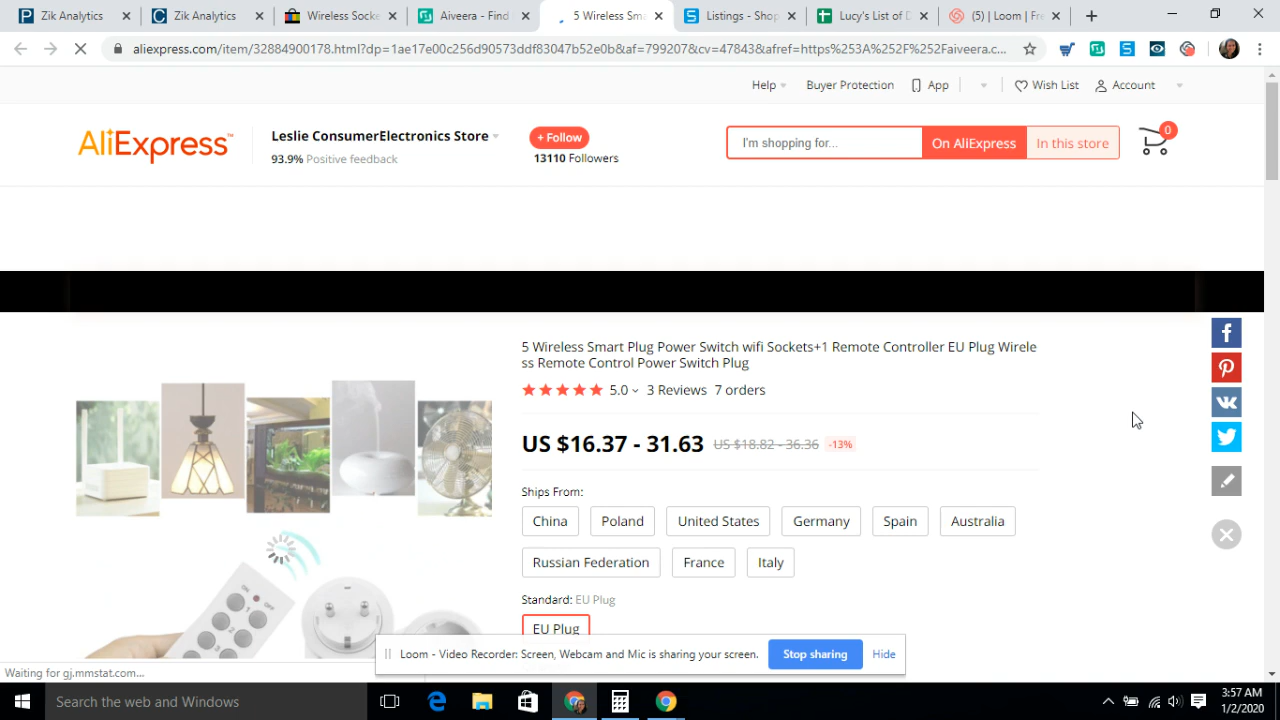 Zik Analytics
Zik Analytics
Wireless Socke
Aiveera - Find
5 Wireless Sma
Listings - Shop
Lucy's List of D
(5) | Loom | Fre
aliexpress.com/item/32884900178.html?dp=1ae17e00c256d90573ddf83047b52e0b&af=799207&cv=47843&afref=https%253A%252F%252Faiveera.c...
Help
Buyer Protection
App
Wish List
Account
AliExpress™
Leslie ConsumerElectronics Store
93.9% Positive feedback
+ Follow
13110 Followers
I'm shopping for...
On AliExpress
In this store
0
5 Wireless Smart Plug Power Switch wifi Sockets+1 Remote Controller EU Plug Wirele
ss Remote Control Power Switch Plug
5.0
3 Reviews
7 orders
US $16.37 - 31.63
US $18.82 - 36.36
-13%
Ships From:
China
Poland
United States
Germany
Spain
Australia
Russian Federation
France
Italy
Standard: EU Plug
EU Plug
ON
OFF
Loom - Video Recorder: Screen, Webcam and Mic is sharing your screen.
Stop sharing
Hide
Waiting for gj.mmstat.com...
Search the web and Windows
3:57 AM
1/2/2020